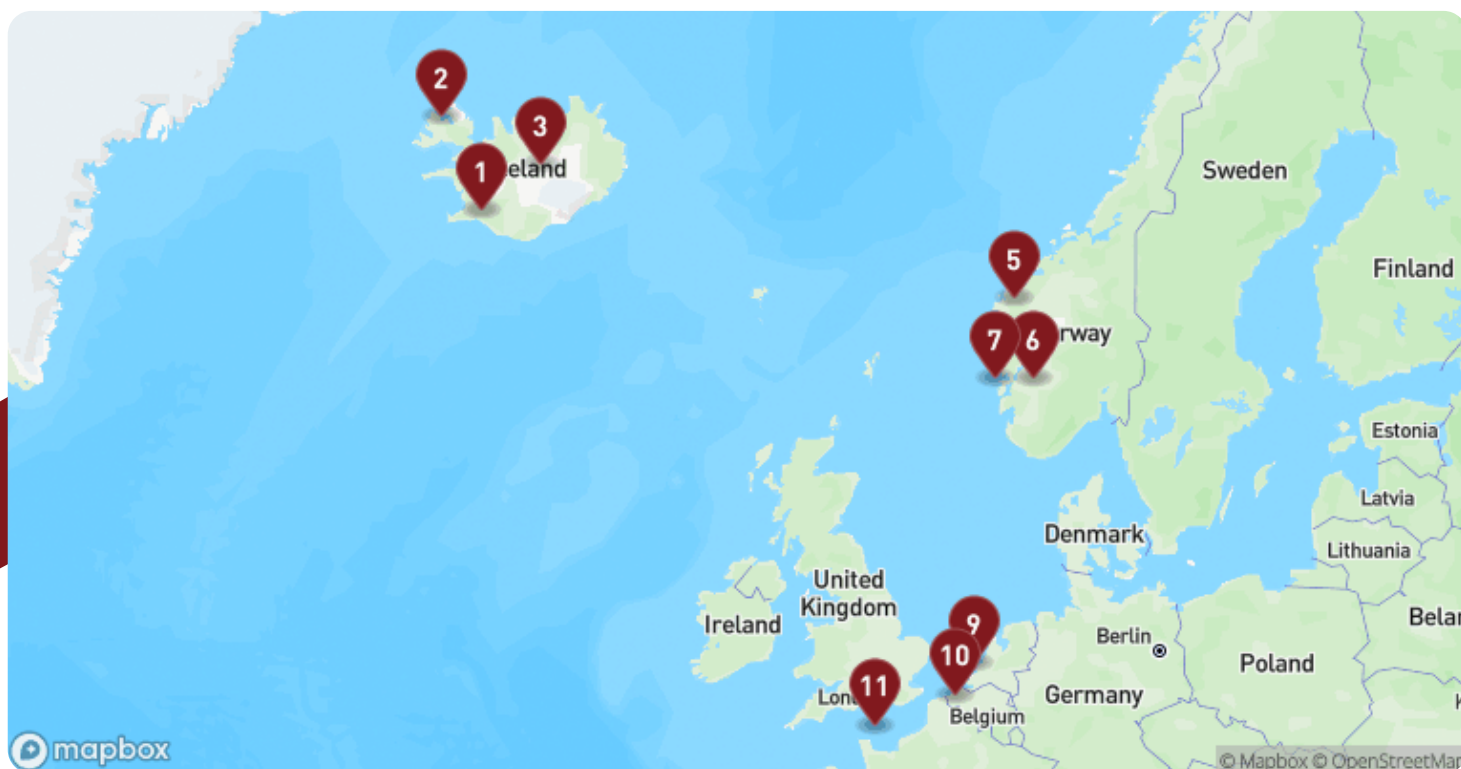 2
3
1
eland
Sweden
5
Finland
7
6
rway
Estonia
Latvia
Denmark
Lithuania
United
Kingdom
Ireland
9
Belar
Berlin
10
Poland
11
Lon
Germany
Belgium
mapbox
© Mapbox © OpenStreetMap